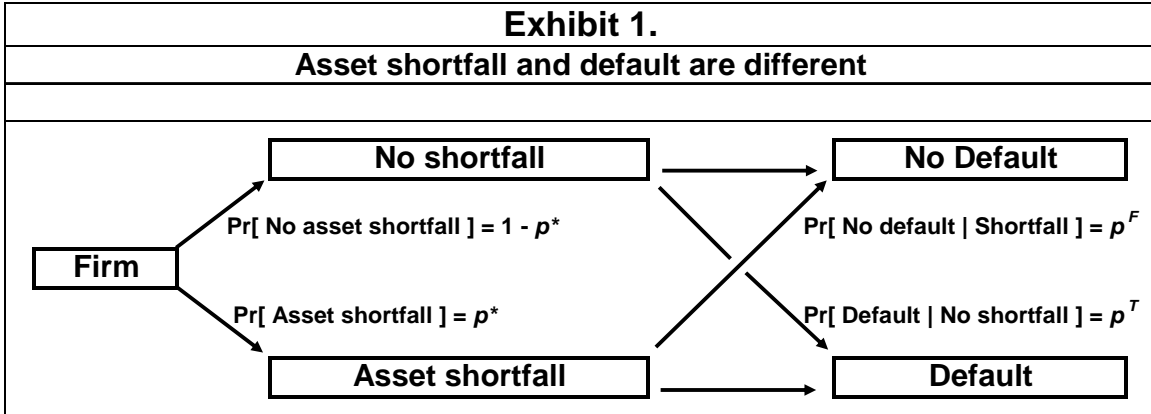 Exhibit 1.
Asset shortfall and default are different
No shortfall
No Default
Pr[ No asset shortfall ] = 1 - p*
Pr[ No default | Shortfall ] = p^F
Firm
Pr[ Asset shortfall ] = p*
Pr[ Default | No shortfall ] = p^T
Asset shortfall
Default